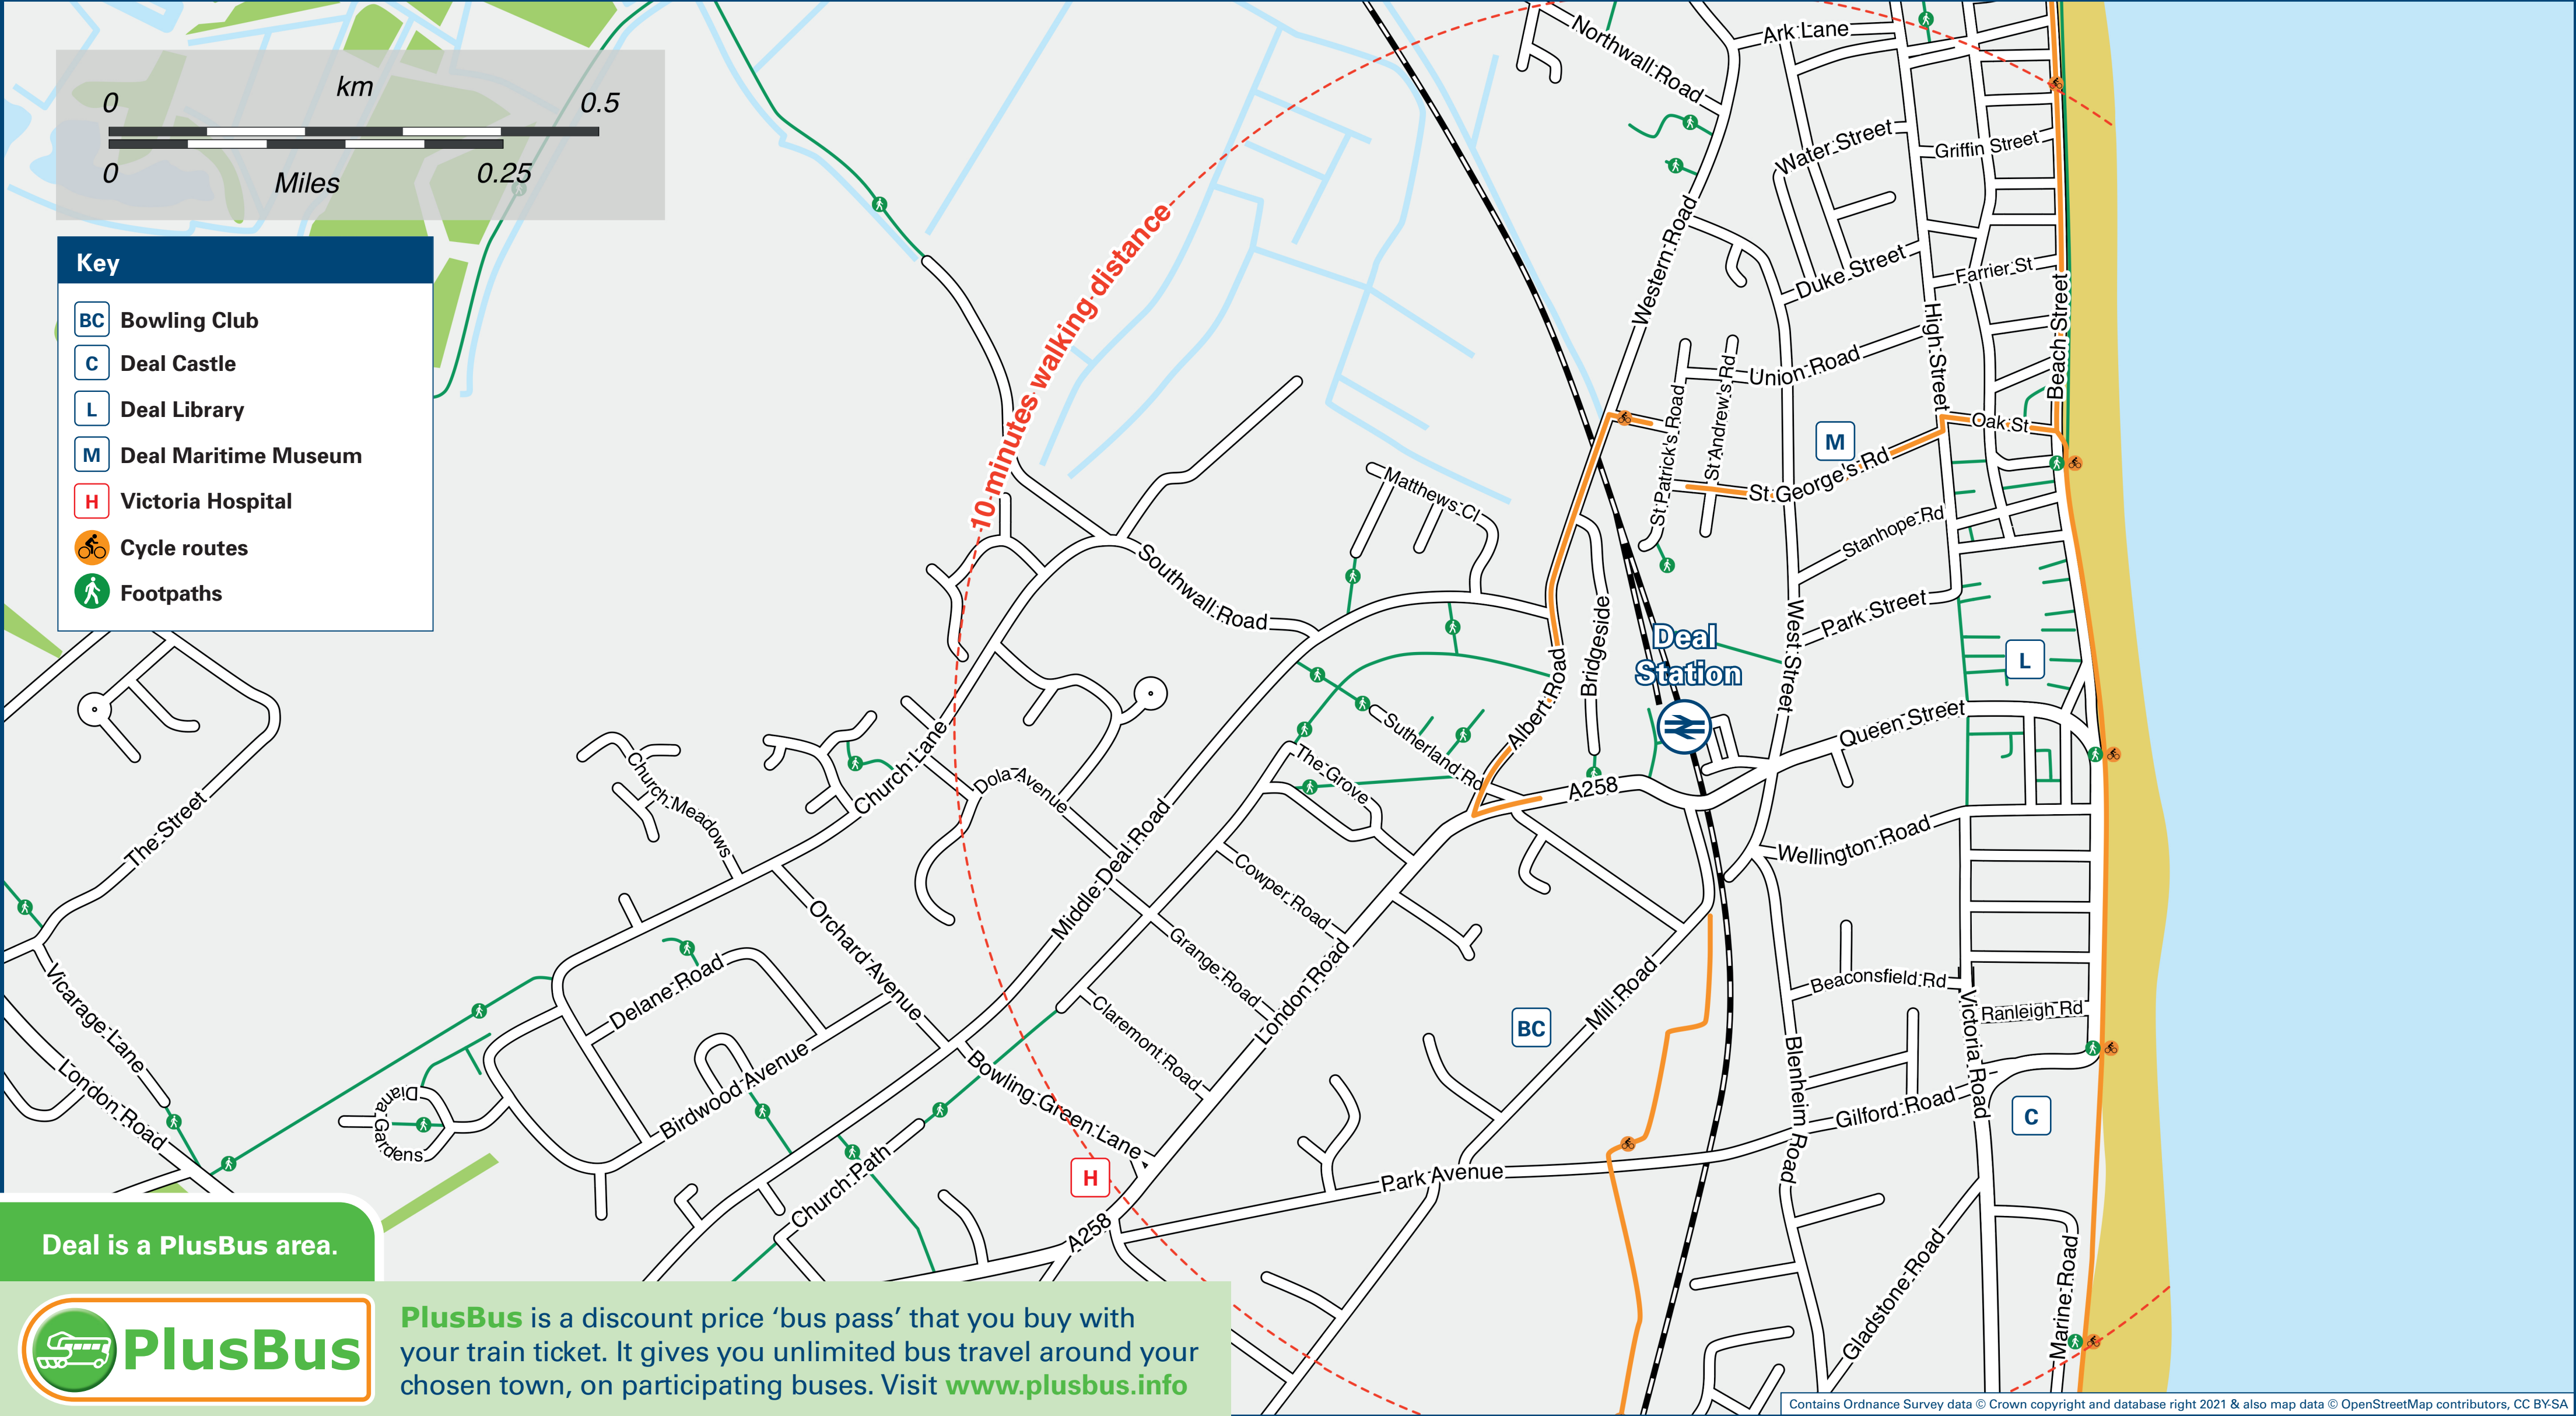 km
0
0.5
0
Miles
0.25
Key
BC Bowling Club
C Deal Castle
L Deal Library
M Deal Maritime Museum
H Victoria Hospital
Cycle routes
Footpaths
10 minutes walking distance
Northwall Road
Ark Lane
Water Street
Griffin Street
Western Road
Duke Street
Farrier St
High Street
Beach Street
Union Road
St Patrick's Road
St Andrew's Rd
M
Oak St
St George's Rd
Stanhope Rd
Matthews Cl
Southwall Road
Bridgeside
Deal
Station
West Street
Park Street
L
Albert Road
Queen Street
Sutherland Rd
The Grove
A258
Church Lane
Dola Avenue
Church Meadows
The Street
Middle Deal Road
Cowper Road
Wellington Road
Orchard Avenue
Grange Road
London Road
Delane Road
Mill Road
BC
Beaconsfield Rd
Victoria Road
Ranleigh Rd
Vicarage Lane
London Road
Claremont Road
Birdwood Avenue
Bowling Green Lane
Blenheim Road
Gilford Road
C
Diana Gardens
Church Path
H
Park Avenue
A258
Gladstone Road
Marine Road
Deal is a PlusBus area.
PlusBus
PlusBus is a discount price ‘bus pass’ that you buy with
your train ticket. It gives you unlimited bus travel around your
chosen town, on participating buses. Visit www.plusbus.info
Contains Ordnance Survey data © Crown copyright and database right 2021 & also map data © OpenStreetMap contributors, CC BY-SA